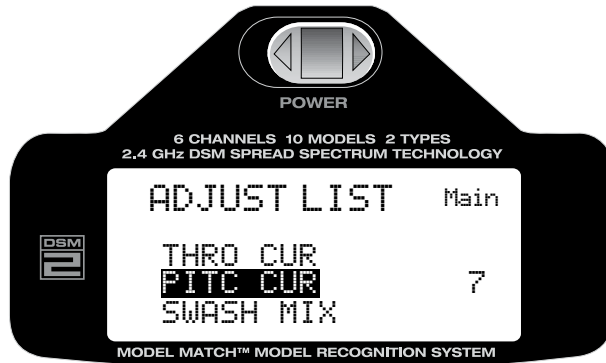 POWER
6 CHANNELS 10 MODELS 2 TYPES
2.4 GHz DSM SPREAD SPECTRUM TECHNOLOGY
ADJUST LIST Main
THRO CUR
DSM
2
PITC CUR 7
SWASH MIX
MODEL MATCH™ MODEL RECOGNITION SYSTEM